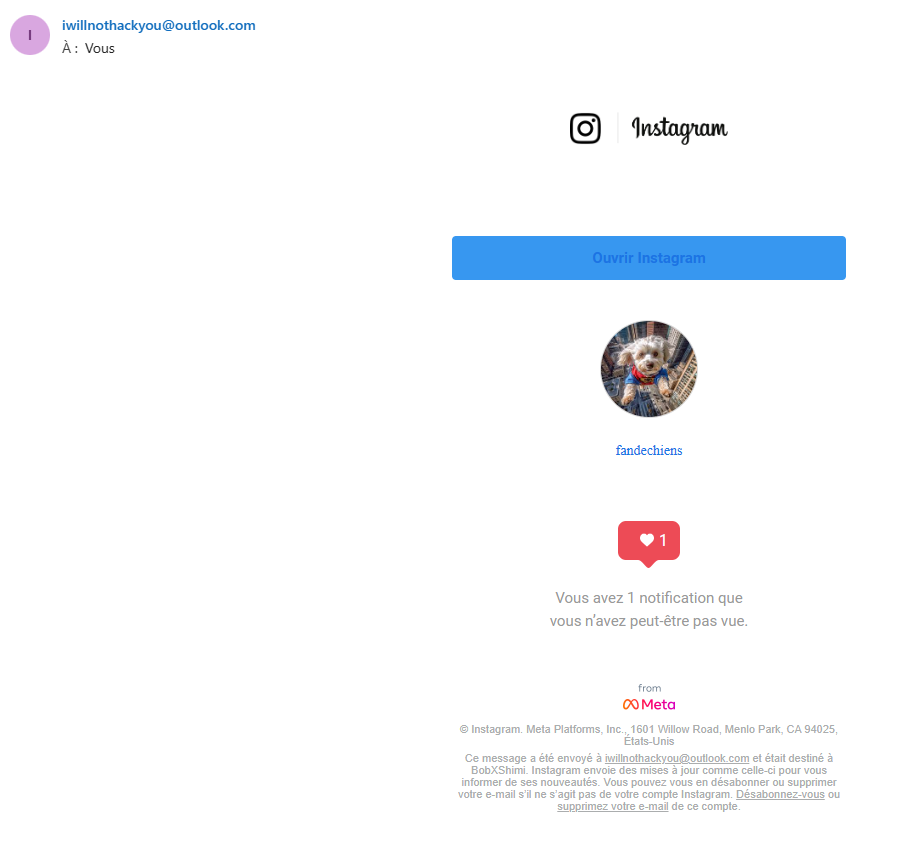 I
iwillnothackyou@outlook.com
À : Vous
Instagram
Ouvrir Instagram
fandechiens
1
Vous avez 1 notification que
vous n’avez peut-être pas vue.
from
Meta
© Instagram. Meta Platforms, Inc., 1601 Willow Road, Menlo Park, CA 94025,
États-Unis
Ce message a été envoyé à iwillnothackyou@outlook.com et était destiné à
BobXShimi. Instagram envoie des mises à jour comme celle-ci pour vous
informer de ses nouveautés. Vous pouvez vous en désabonner ou supprimer
votre e-mail s’il ne s’agit pas de votre compte Instagram. Désabonnez-vous ou
supprimez votre e-mail de ce compte.